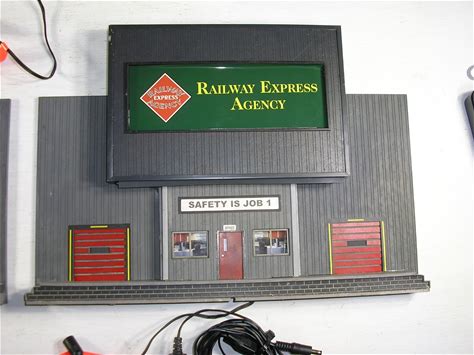 RAILWAY
EXPRESS
AGENCY
RAILWAY EXPRESS
AGENCY
SAFETY IS JOB 1